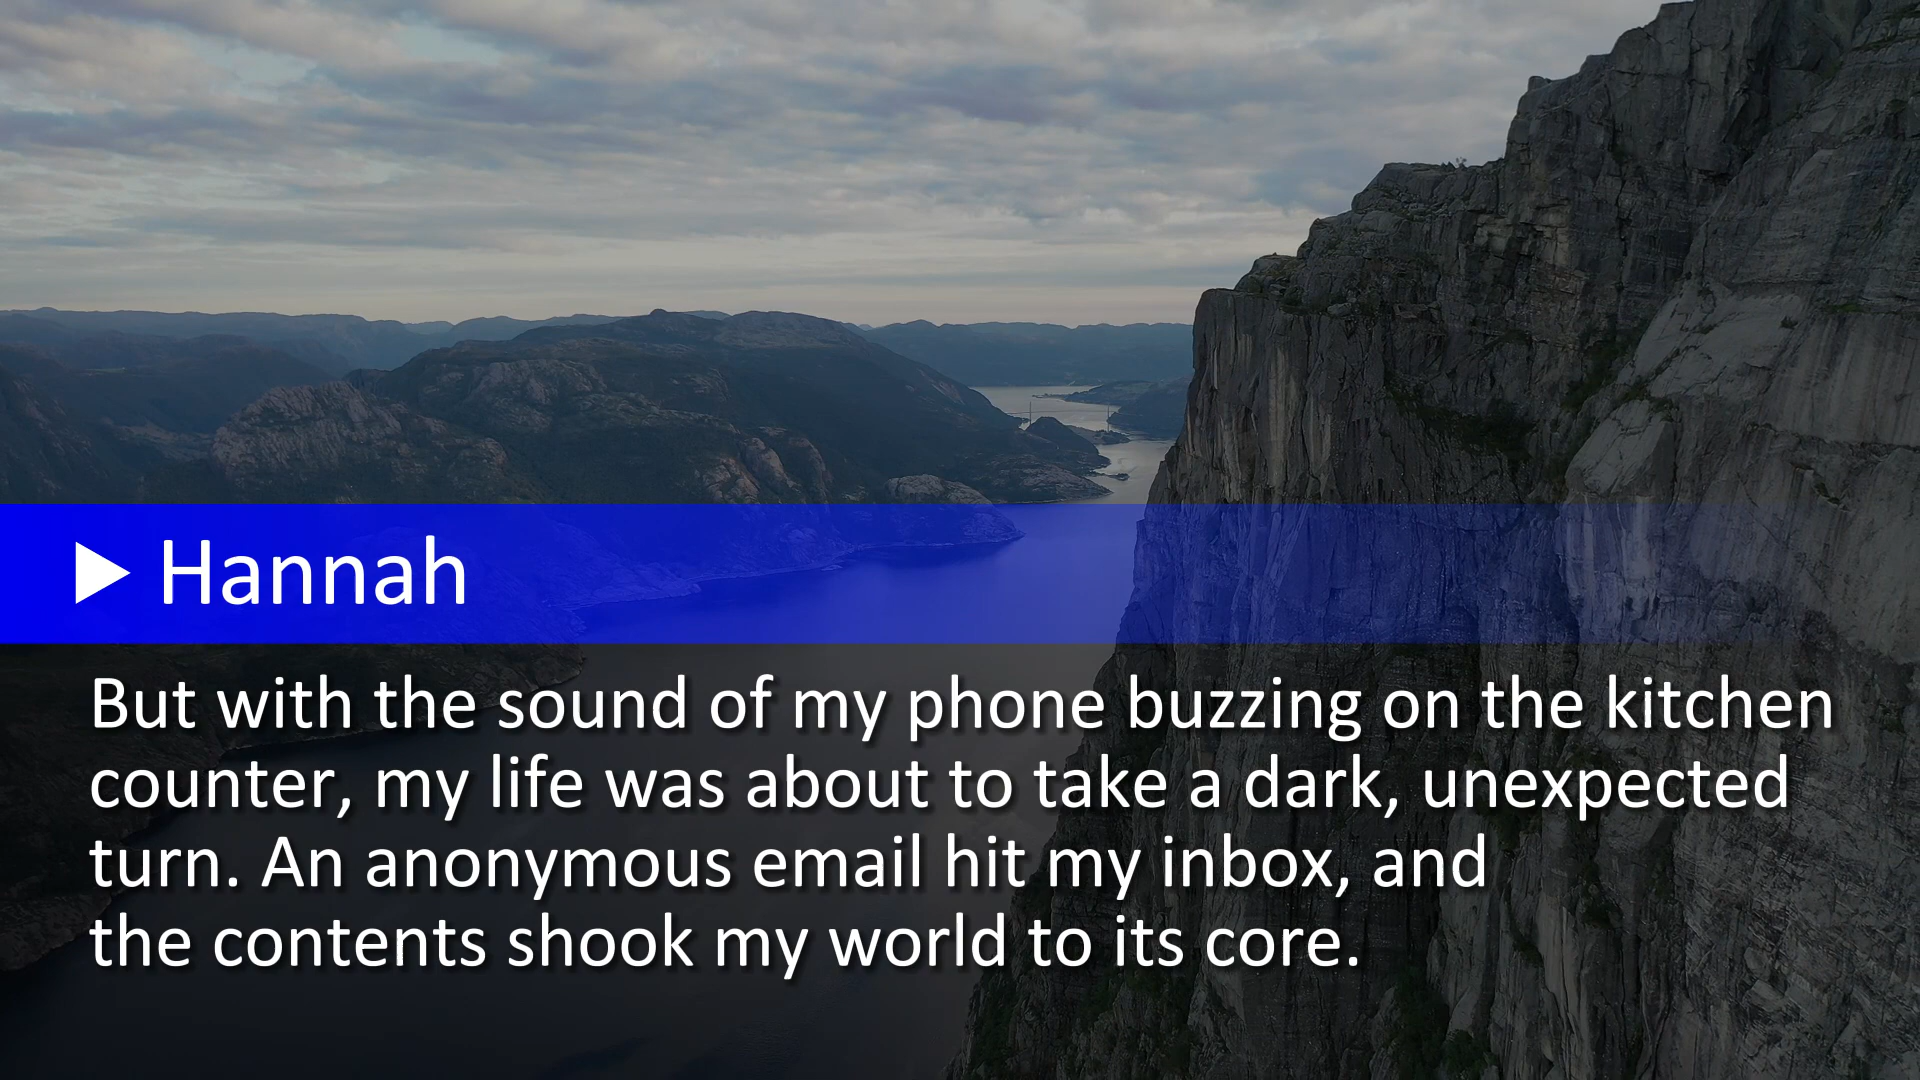 Hannah
But with the sound of my phone buzzing on the kitchen
counter, my life was about to take a dark, unexpected
turn. An anonymous email hit my inbox, and
the contents shook my world to its core.